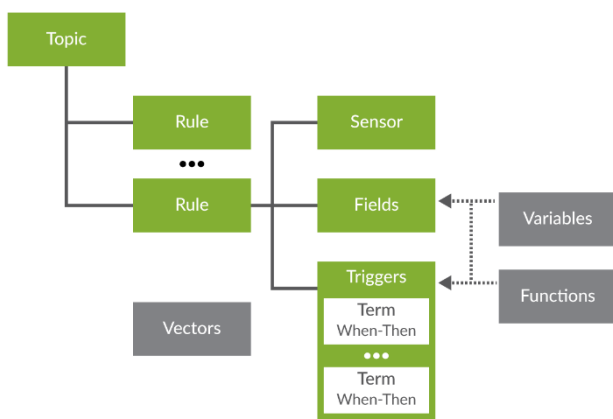 Topic
Rule
Sensor
•••
Rule
Fields
Variables
Triggers
Functions
Vectors
Term
When-Then
•••
Term
When-Then